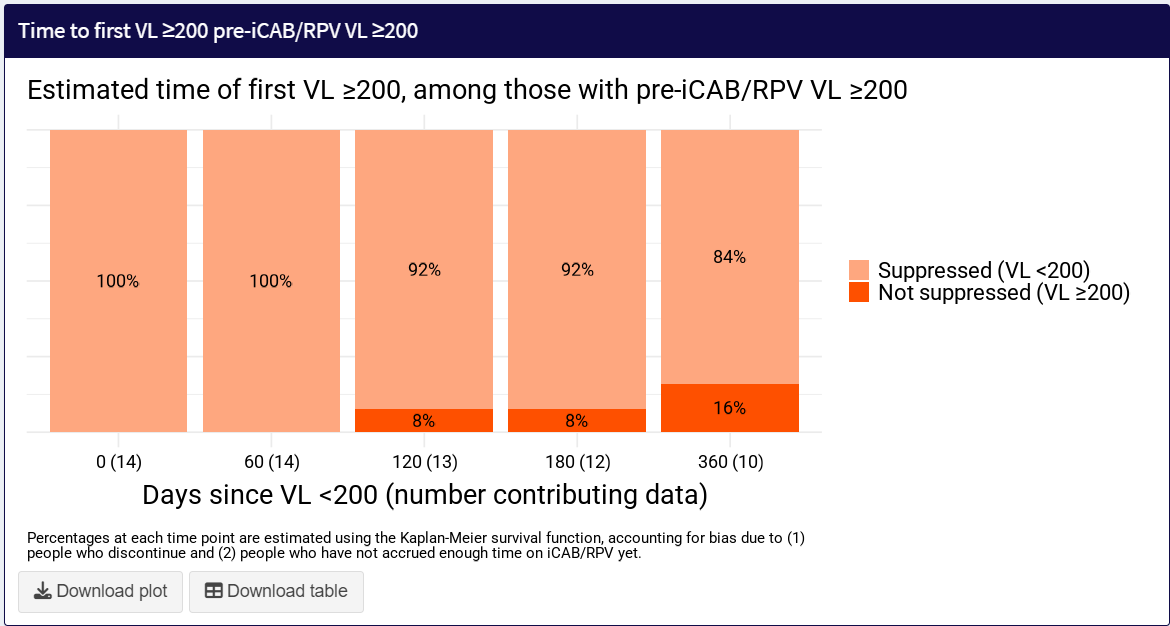 Time to first VL ≥200 pre-iCAB/RPV VL ≥200
Estimated time of first VL ≥200, among those with pre-iCAB/RPV VL ≥200
100%
100%
92%
92%
84%
8%
8%
16%
Suppressed (VL <200)
Not suppressed (VL ≥200)
0 (14)
60 (14)
120 (13)
180 (12)
360 (10)
Days since VL <200 (number contributing data)
Percentages at each time point are estimated using the Kaplan-Meier survival function, accounting for bias due to (1)
people who discontinue and (2) people who have not accrued enough time on iCAB/RPV yet.
Download plot
Download table